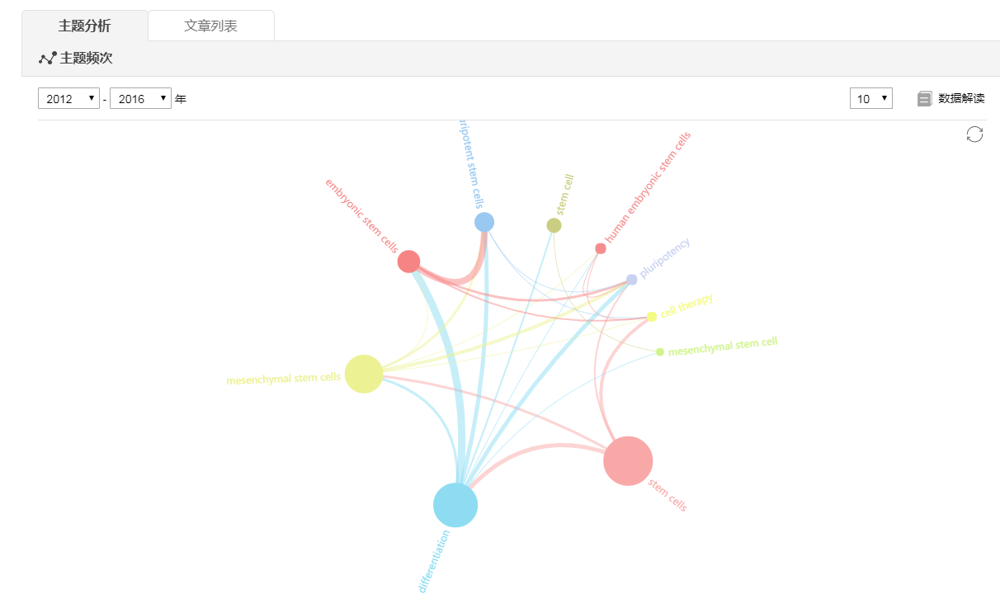 主题分析
文章列表
主题频次
2012 - 2016 年
10
数据解读
embryonic stem cells
uripotent stem cells
stem cell
human embryonic stem cells
pluripotency
cell therapy
mesenchymal stem cell
mesenchymal stem cells
stem cells
differentiation